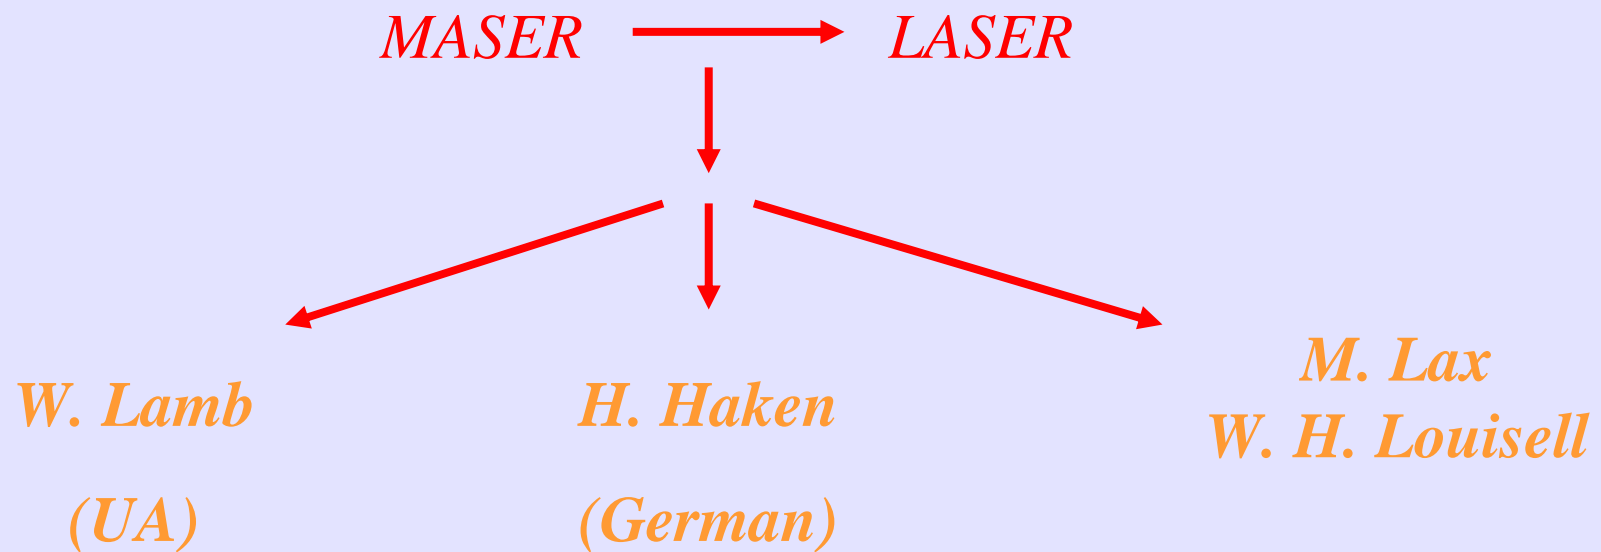 MASER LASER
W. Lamb
(UA)
H. Haken
(German)
M. Lax
W. H. Louisell